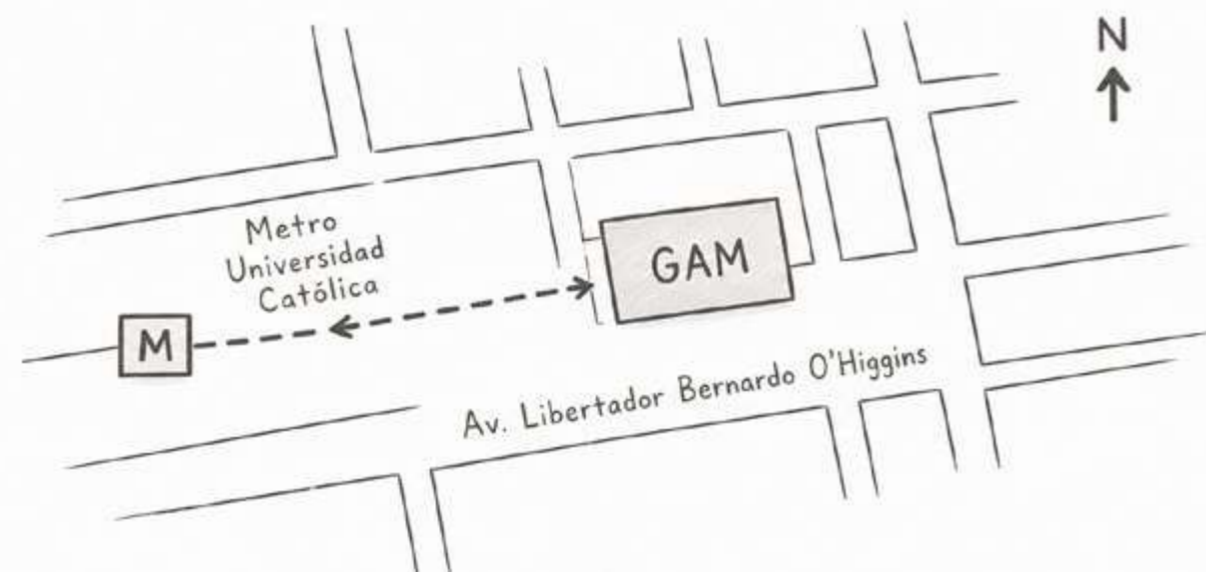 N
Metro
Universidad
Católica
GAM
M
Av. Libertador Bernardo O'Higgins